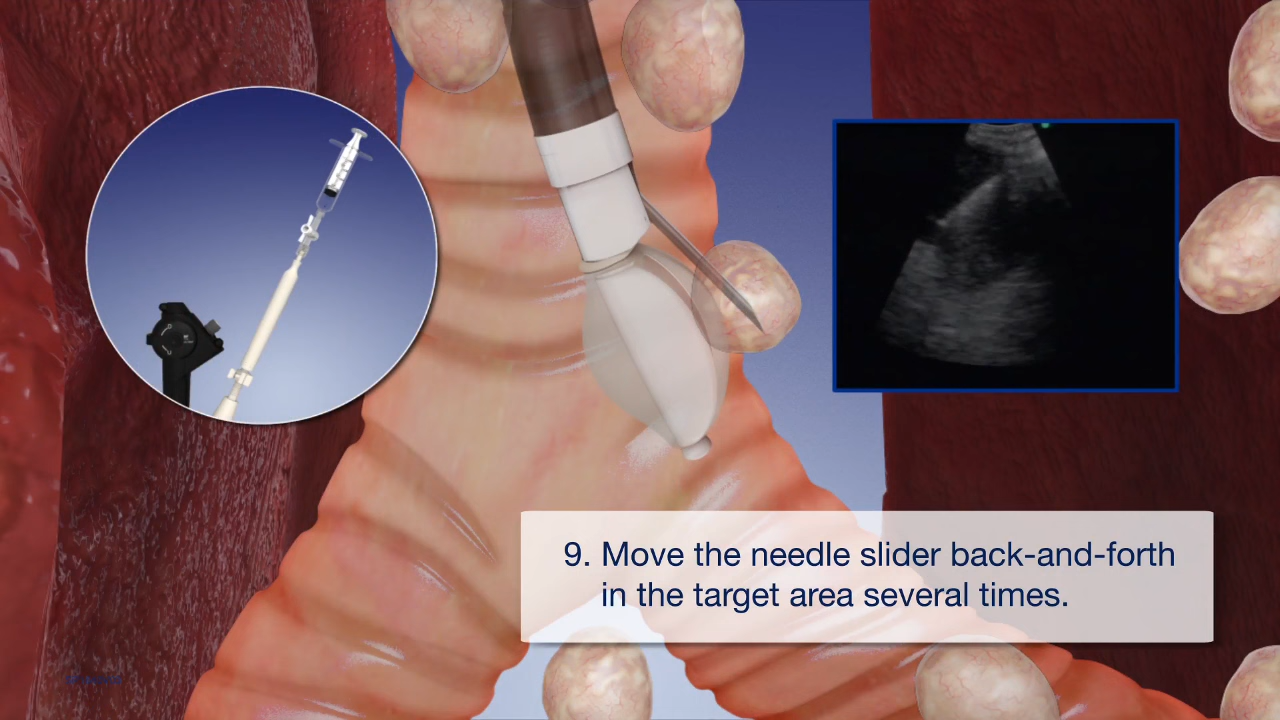 9. Move the needle slider back-and-forth
in the target area several times.